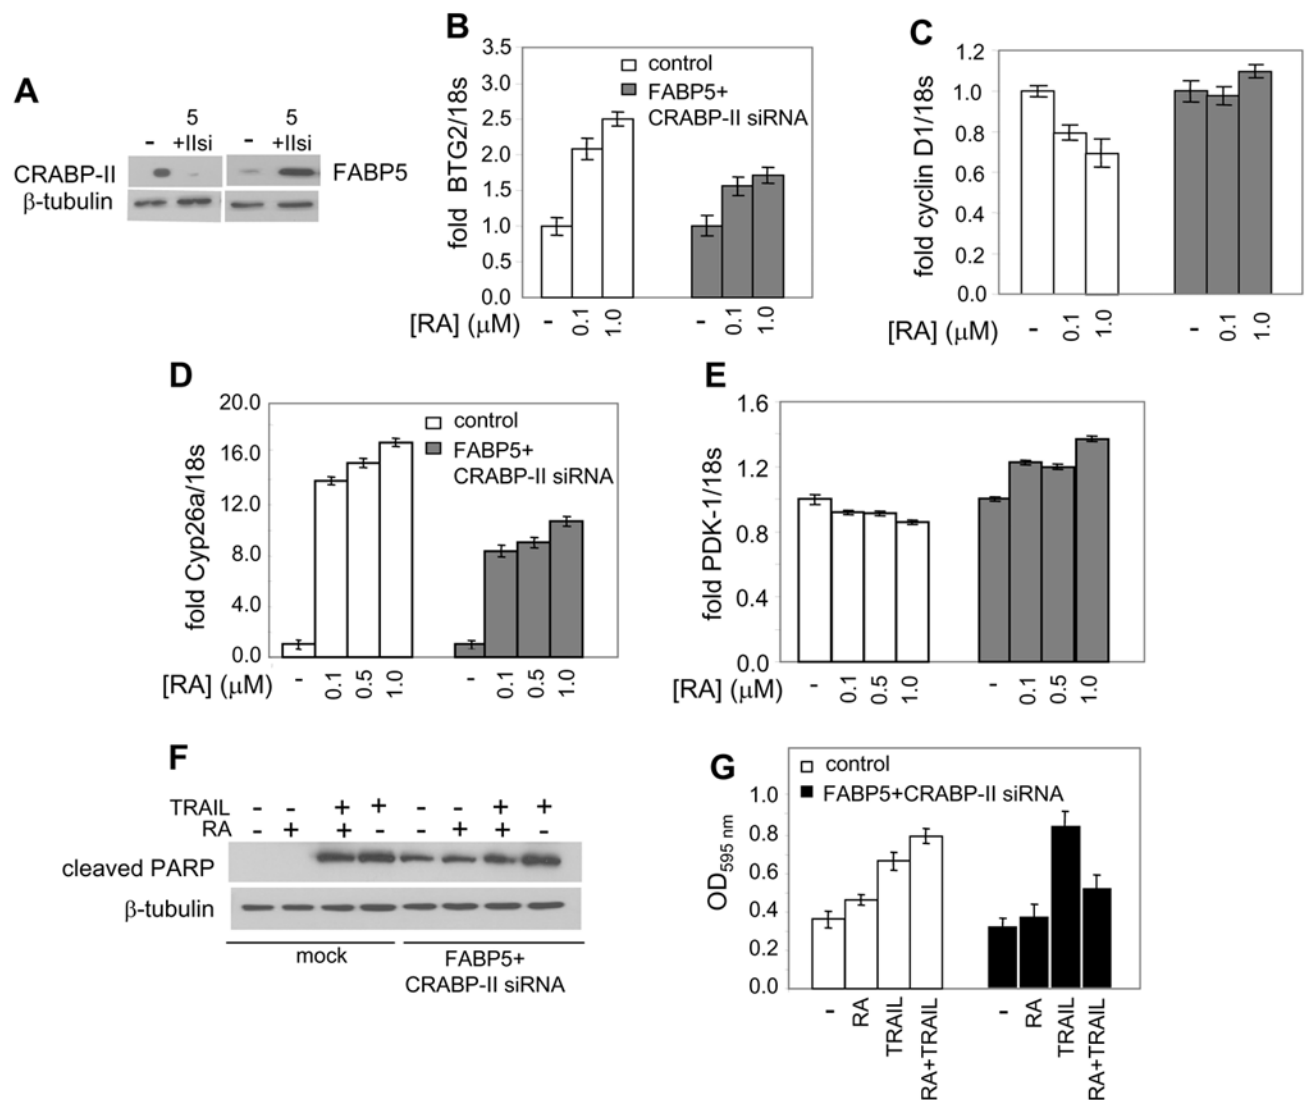 A
5
5
-
+IIsi
-
+IIsi
CRABP-II
FABP5
β-tubulin
B
fold BTG2/18s
3.5
3.0
2.5
2.0
1.5
1.0
0.5
0.0
control
FABP5+
CRABP-II siRNA
[RA] (μM)
-
0.1
1.0
-
0.1
1.0
C
fold cyclin D1/18s
1.2
1.0
0.8
0.6
0.4
0.2
0.0
[RA] (μM)
-
0.1
1.0
-
0.1
1.0
D
fold Cyp26a/18s
20.0
16.0
12.0
8.0
4.0
0.0
control
FABP5+
CRABP-II siRNA
[RA] (μM)
-
0.1
0.5
1.0
-
0.1
0.5
1.0
E
fold PDK-1/18s
1.6
1.2
0.8
0.4
0.0
[RA] (μM)
-
0.1
0.5
1.0
-
0.1
0.5
1.0
F
TRAIL - - + + - - + +
RA - + + - - + + -
cleaved PARP
β-tubulin
mock
FABP5+
CRABP-II siRNA
G
OD595 nm
1.0
0.8
0.6
0.4
0.2
0.0
control
FABP5+CRABP-II siRNA
-
RA
TRAIL
RA+TRAIL
-
RA
TRAIL
RA+TRAIL